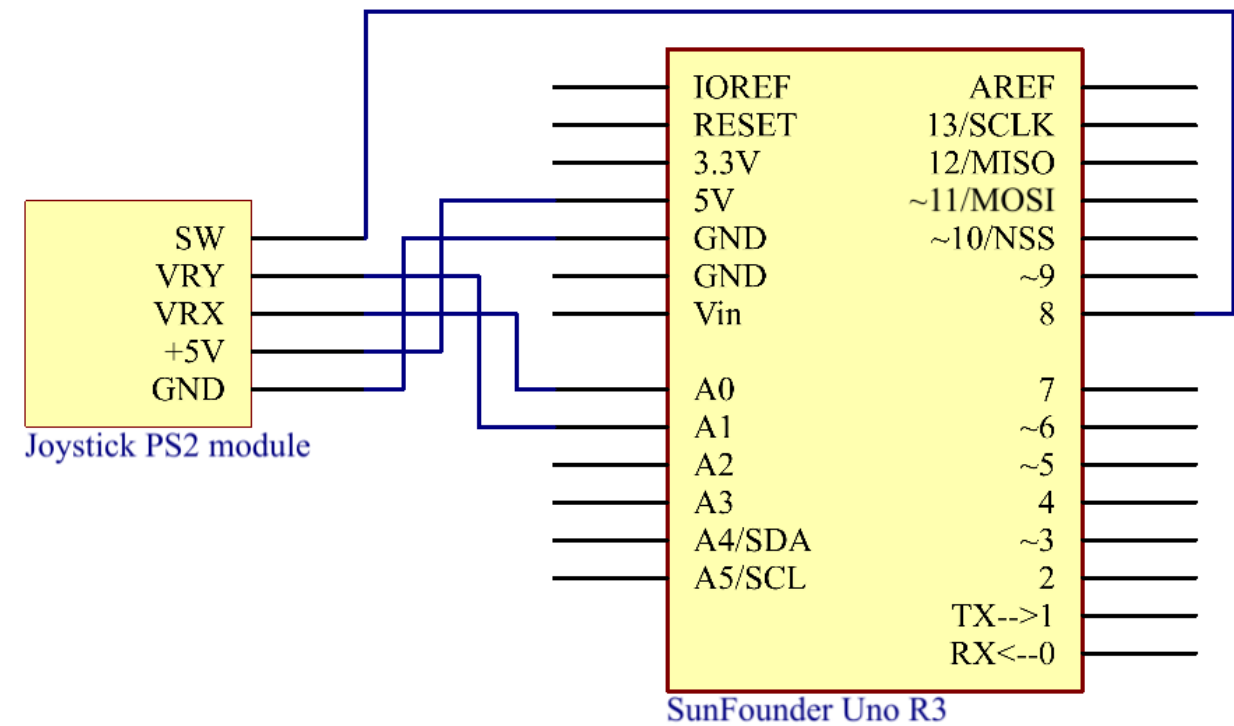 SW
VRY
VRX
+5V
GND
Joystick PS2 module
IOREF
RESET
3.3V
5V
GND
GND
Vin
A0
A1
A2
A3
A4/SDA
A5/SCL
AREF
13/SCLK
12/MISO
~11/MOSI
~10/NSS
~9
8
7
~6
~5
4
~3
2
TX-->1
RX<--0
SunFounder Uno R3